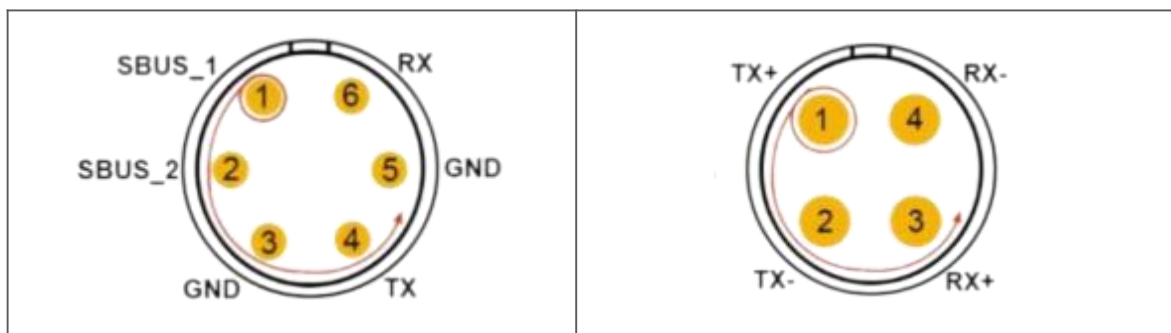 SBUS_1
RX
1
6
SBUS_2
2
5
GND
3
4
GND
TX
TX+
RX-
1
4
2
3
TX-
RX+